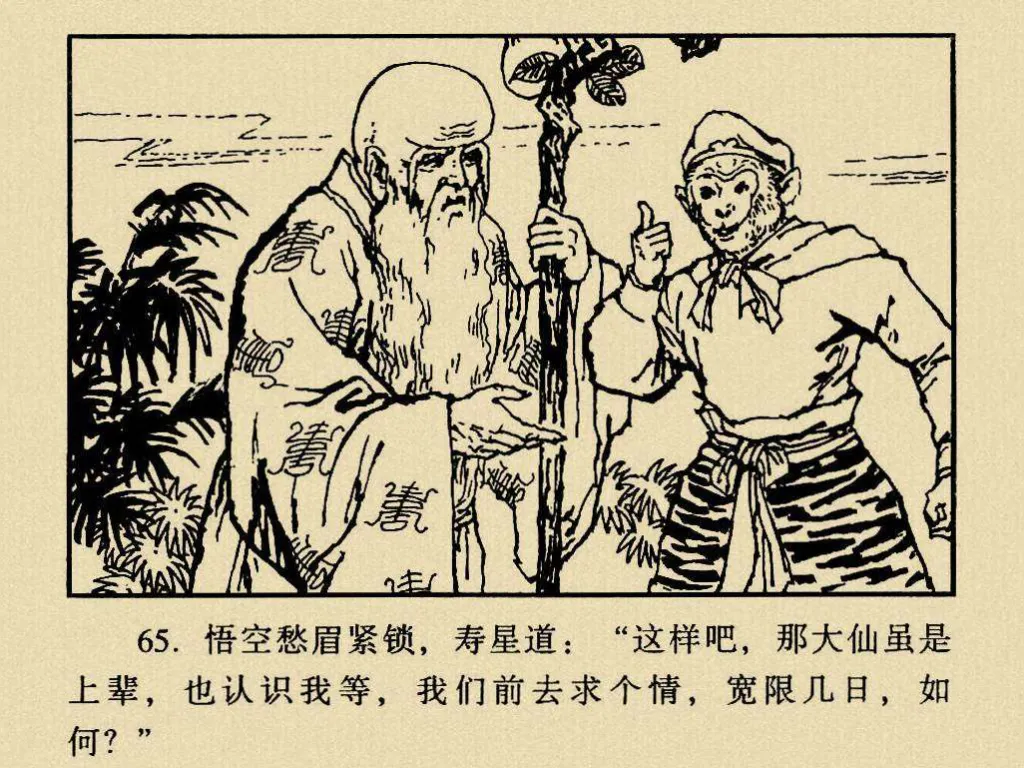 65. 悟空愁眉紧锁，寿星道：“这样吧，那大仙虽是
上辈，也认识我等，我们前去求个情，宽限几日，如
何？”